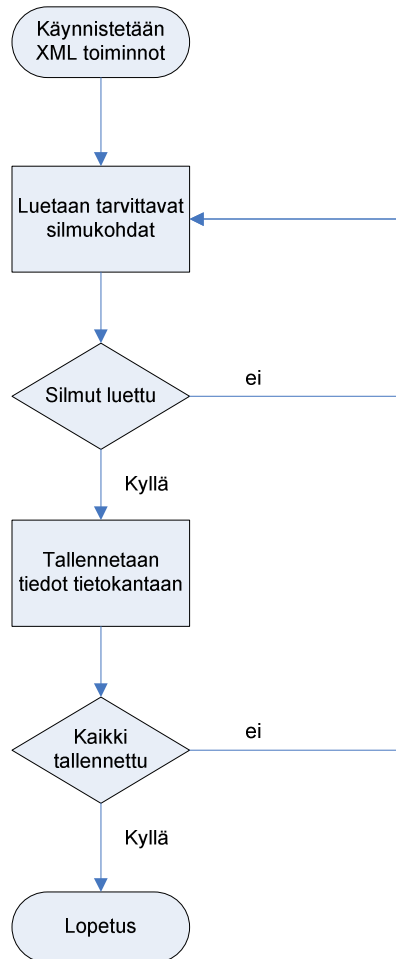 Käynnistetään
XML toiminnot
Luetaan tarvittavat
silmukohdat
Silmut luettu
ei
Kyllä
Tallennetaan
tiedot tietokantaan
Kaikki
tallennettu
ei
Kyllä
Lopetus